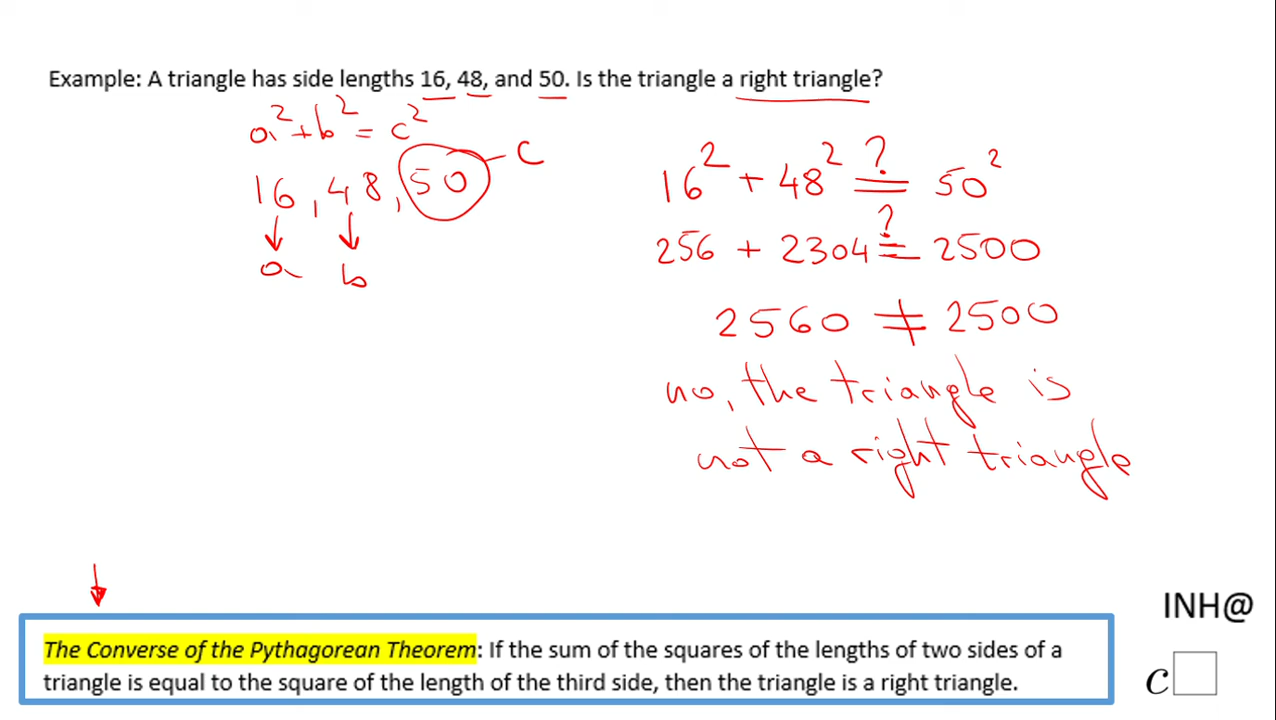 Example: A triangle has side lengths 16, 48, and 50. Is the triangle a right triangle?
a² + b² = c²
16, 48, 50 c
a b
16² + 48² ≟ 50²
256 + 2304 ≟ 2500
2560 ≠ 2500
no, the triangle is
not a right triangle
The Converse of the Pythagorean Theorem: If the sum of the squares of the lengths of two sides of a
triangle is equal to the square of the length of the third side, then the triangle is a right triangle.
INH@
c